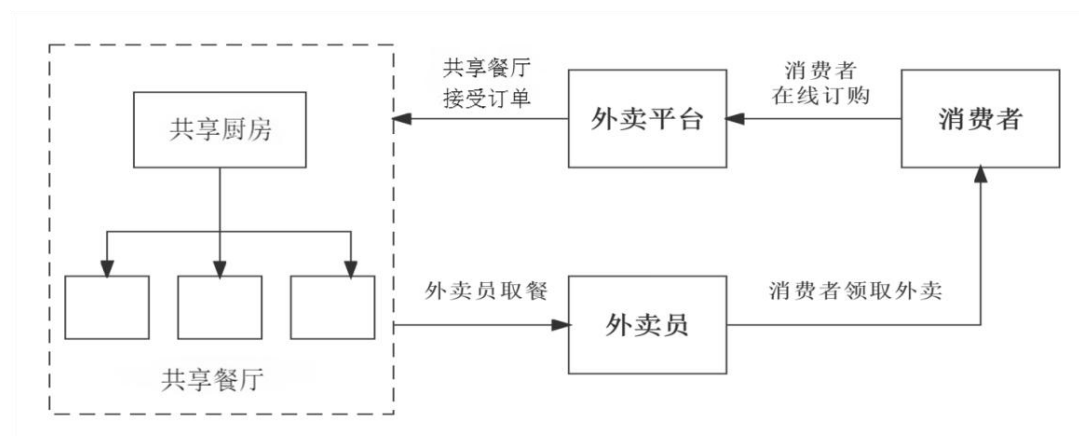 共享餐厅
接受订单
消费者
在线订购
共享厨房
外卖平台
消费者
外卖员取餐
消费者领取外卖
外卖员
共享餐厅